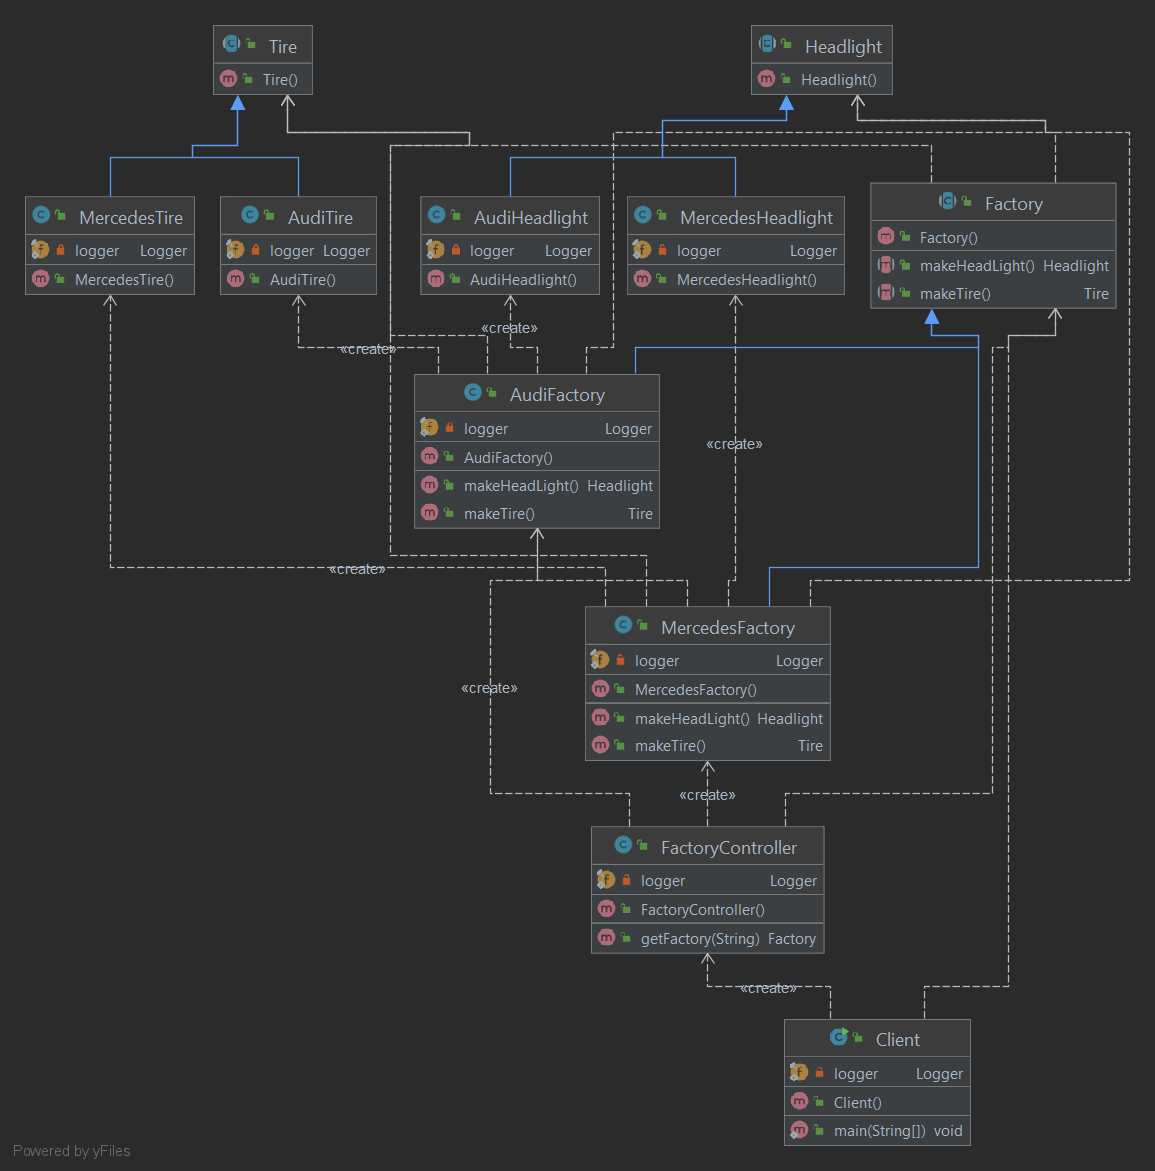 Tire
Tire()
Headlight
Headlight()
MercedesTire
logger Logger
MercedesTire()
AudiTire
logger Logger
AudiTire()
AudiHeadlight
logger Logger
AudiHeadlight()
MercedesHeadlight
logger Logger
MercedesHeadlight()
Factory
Factory()
makeHeadLight() Headlight
makeTire() Tire
«create»
«create»
AudiFactory
logger Logger
AudiFactory()
makeHeadLight() Headlight
makeTire() Tire
«create»
«create»
MercedesFactory
logger Logger
MercedesFactory()
makeHeadLight() Headlight
makeTire() Tire
«create»
«create»
FactoryController
logger Logger
FactoryController()
getFactory(String) Factory
«create»
Client
logger Logger
Client()
main(String[]) void
Powered by yFiles